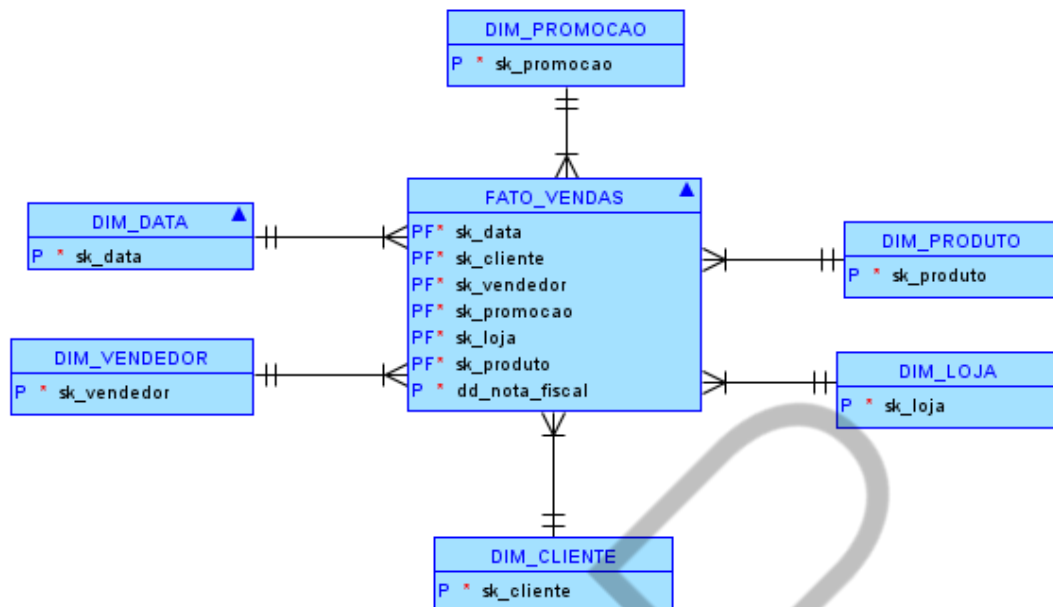 DIM_PROMOCAO
P * sk_promocao
DIM_DATA
P * sk_data
FATO_VENDAS
PF* sk_data
PF* sk_cliente
PF* sk_vendedor
PF* sk_promocao
PF* sk_loja
PF* sk_produto
P * dd_nota_fiscal
DIM_PRODUTO
P * sk_produto
DIM_VENDEDOR
P * sk_vendedor
DIM_LOJA
P * sk_loja
DIM_CLIENTE
P * sk_cliente